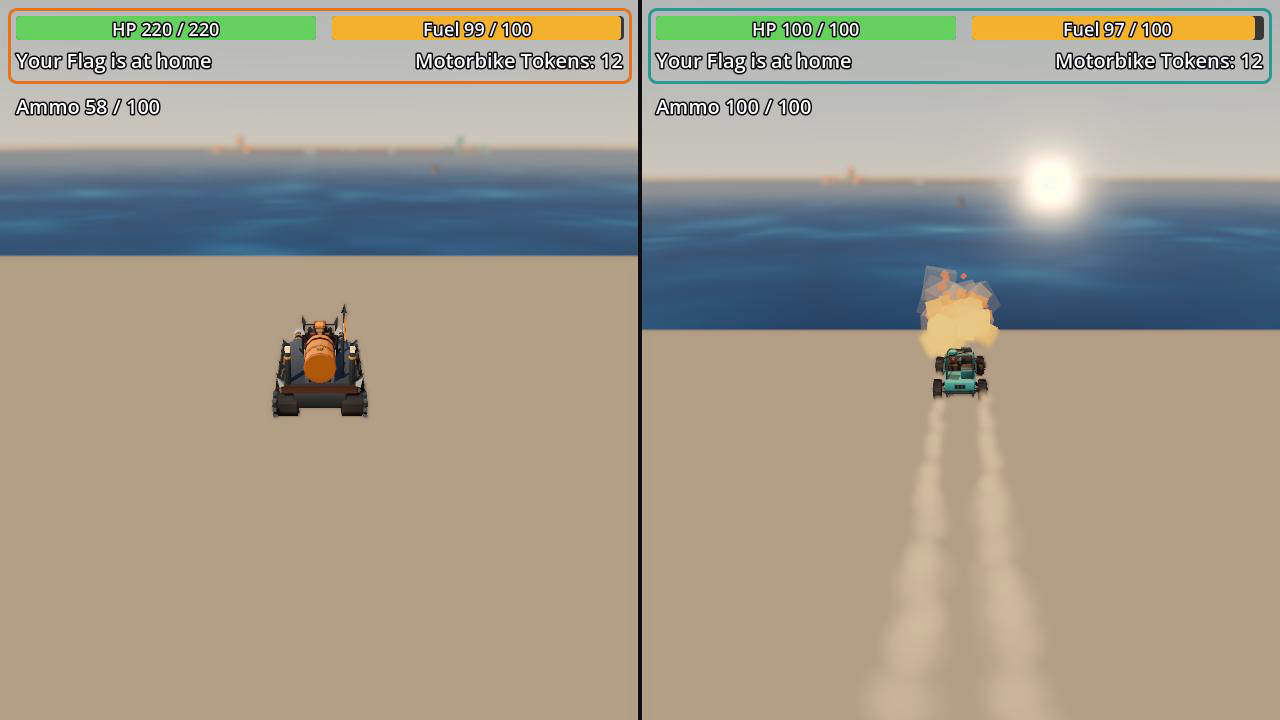 HP 220 / 220
Fuel 99 / 100
Your Flag is at home
Motorbike Tokens: 12
Ammo 58 / 100
HP 100 / 100
Fuel 97 / 100
Your Flag is at home
Motorbike Tokens: 12
Ammo 100 / 100